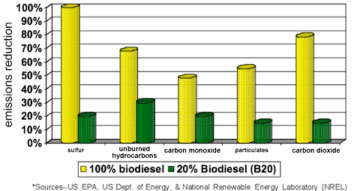 emissions reduction
100%
90%
80%
70%
60%
50%
40%
30%
20%
10%
0%
sulfur
unburned
hydrocarbons
carbon monoxide
particulates
carbon dioxide
100% biodiesel
20% Biodiesel (B20)
*Sources–US EPA, US Dept. of Energy, & National Renewable Energy Laboratory (NREL)